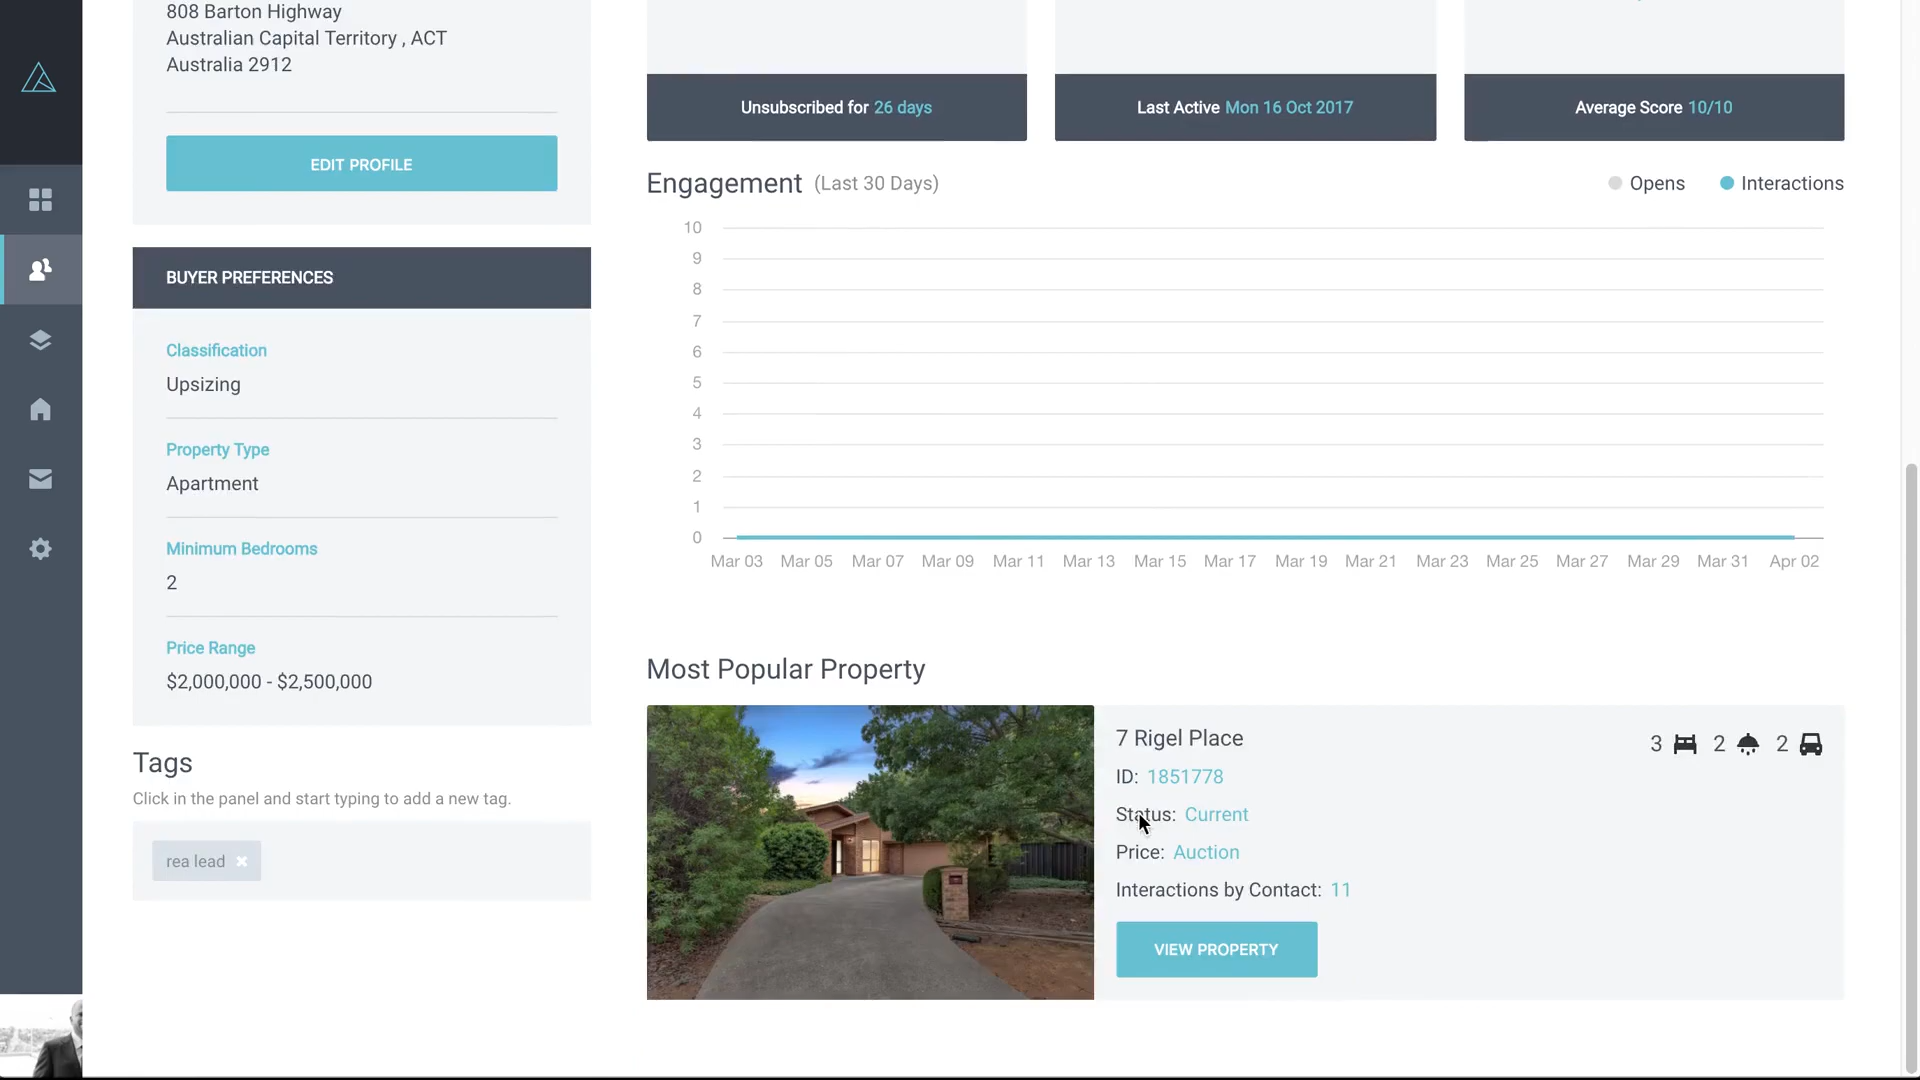 808 Barton Highway
Australian Capital Territory , ACT
Australia 2912
EDIT PROFILE
BUYER PREFERENCES
Classification
Upsizing
Property Type
Apartment
Minimum Bedrooms
2
Price Range
$2,000,000 - $2,500,000
Tags
Click in the panel and start typing to add a new tag.
rea lead
Unsubscribed for 26 days
Last Active Mon 16 Oct 2017
Average Score 10/10
Engagement (Last 30 Days)
Opens Interactions
10
9
8
7
6
5
4
3
2
1
0
Mar 03 Mar 05 Mar 07 Mar 09 Mar 11 Mar 13 Mar 15 Mar 17 Mar 19 Mar 21 Mar 23 Mar 25 Mar 27 Mar 29 Mar 31 Apr 02
Most Popular Property
7 Rigel Place
3 2 2
ID: 1851778
Status: Current
Price: Auction
Interactions by Contact: 11
VIEW PROPERTY